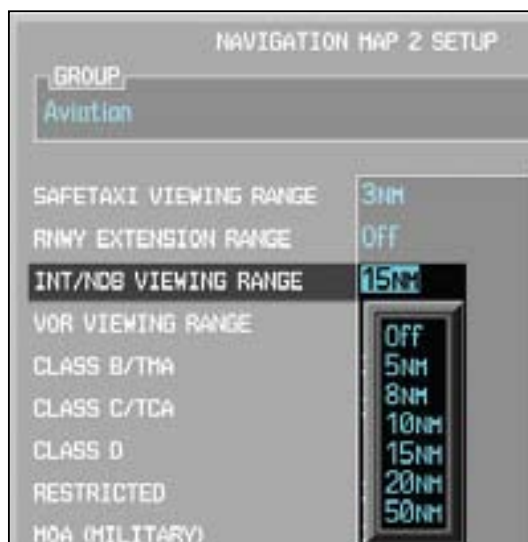 NAVIGATION MAP 2 SETUP
GROUP
Aviation
SAFETAXI VIEWING RANGE 3NM
RNWY EXTENSION RANGE Off
INT/NDB VIEWING RANGE 15NM
VOR VIEWING RANGE
CLASS B/TMA
CLASS C/TCA
CLASS D
RESTRICTED
MOA (MILITARY)
Off
5NM
8NM
10NM
15NM
20NM
50NM